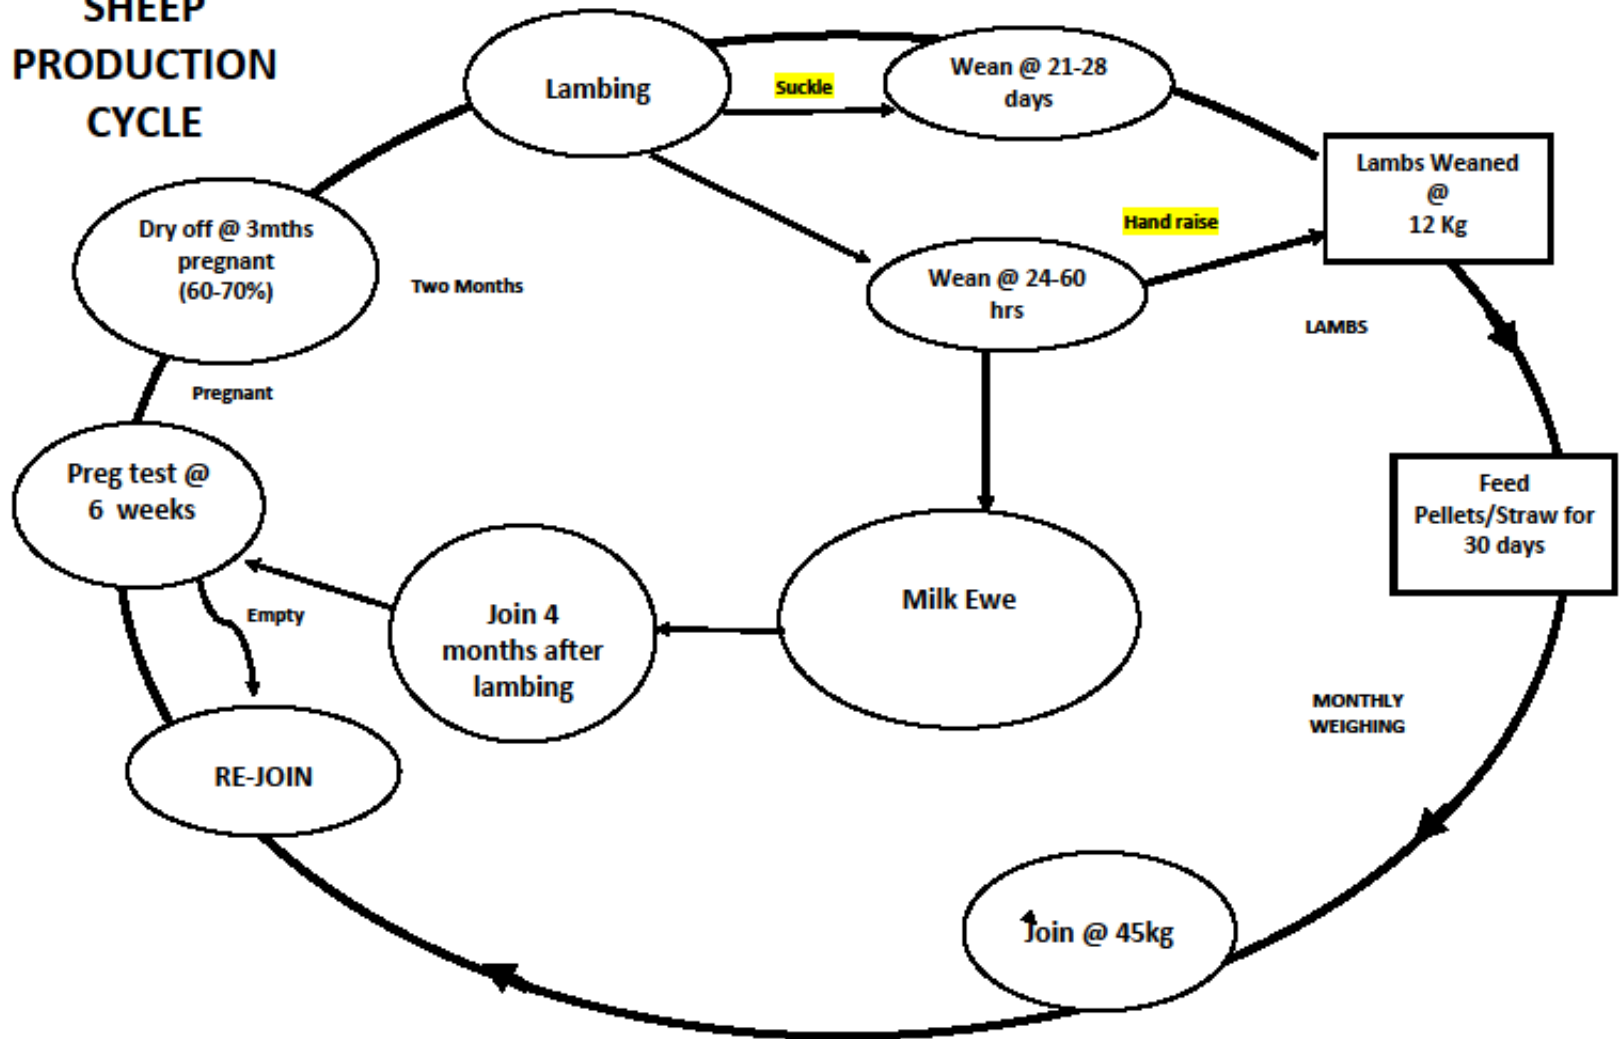 SHEEP
PRODUCTION
CYCLE
Lambing
Suckle
Wean @ 21-28
days
Lambs Weaned
@
12 Kg
Hand raise
Dry off @ 3mths
pregnant
(60-70%)
Two Months
Wean @ 24-60
hrs
LAMBS
Pregnant
Preg test @
6 weeks
Feed
Pellets/Straw for
30 days
Empty
Join 4
months after
lambing
Milk Ewe
MONTHLY
WEIGHING
RE-JOIN
Join @ 45kg